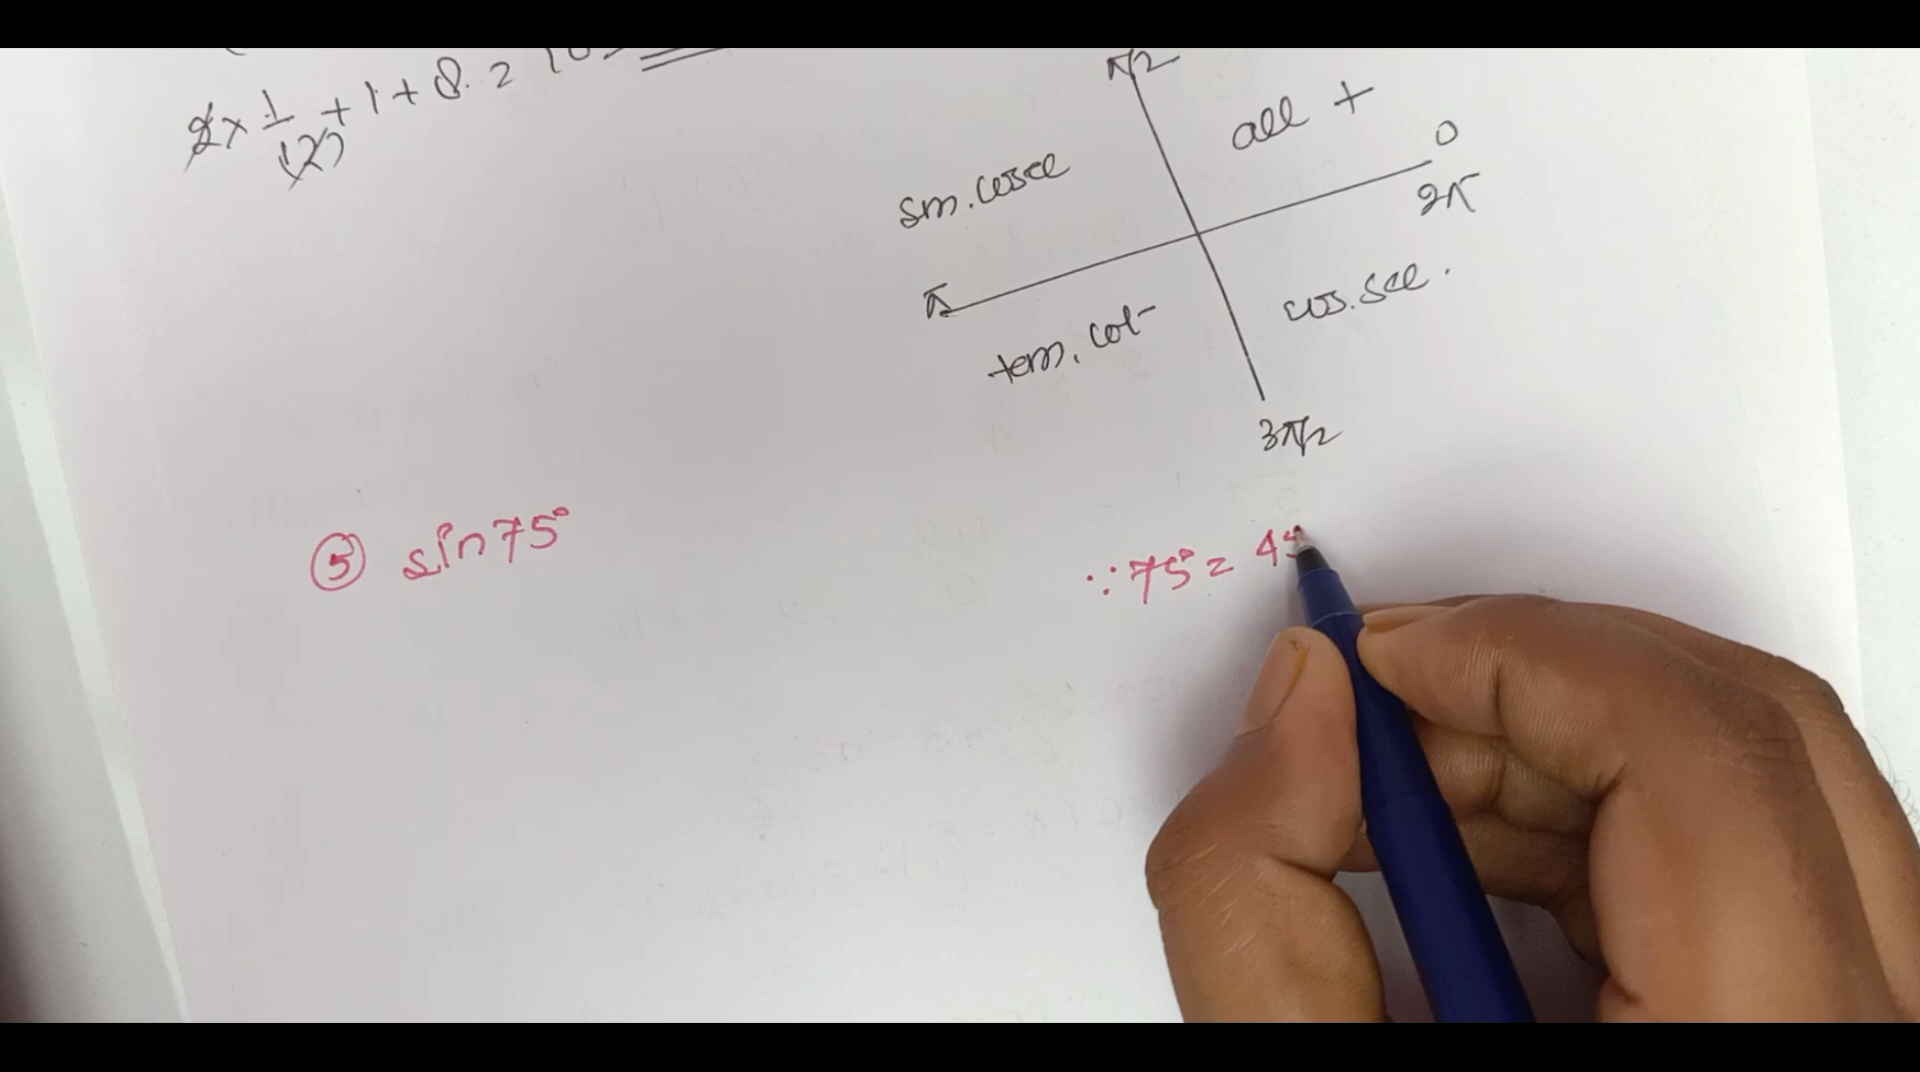 2 × 1/(2) + 1 + 8 = 10
π/2
all +
0
sin. cosec
2π
π
cos. sec.
tan. cot
3π/2
⑤ sin 75°
∵ 75° = 45